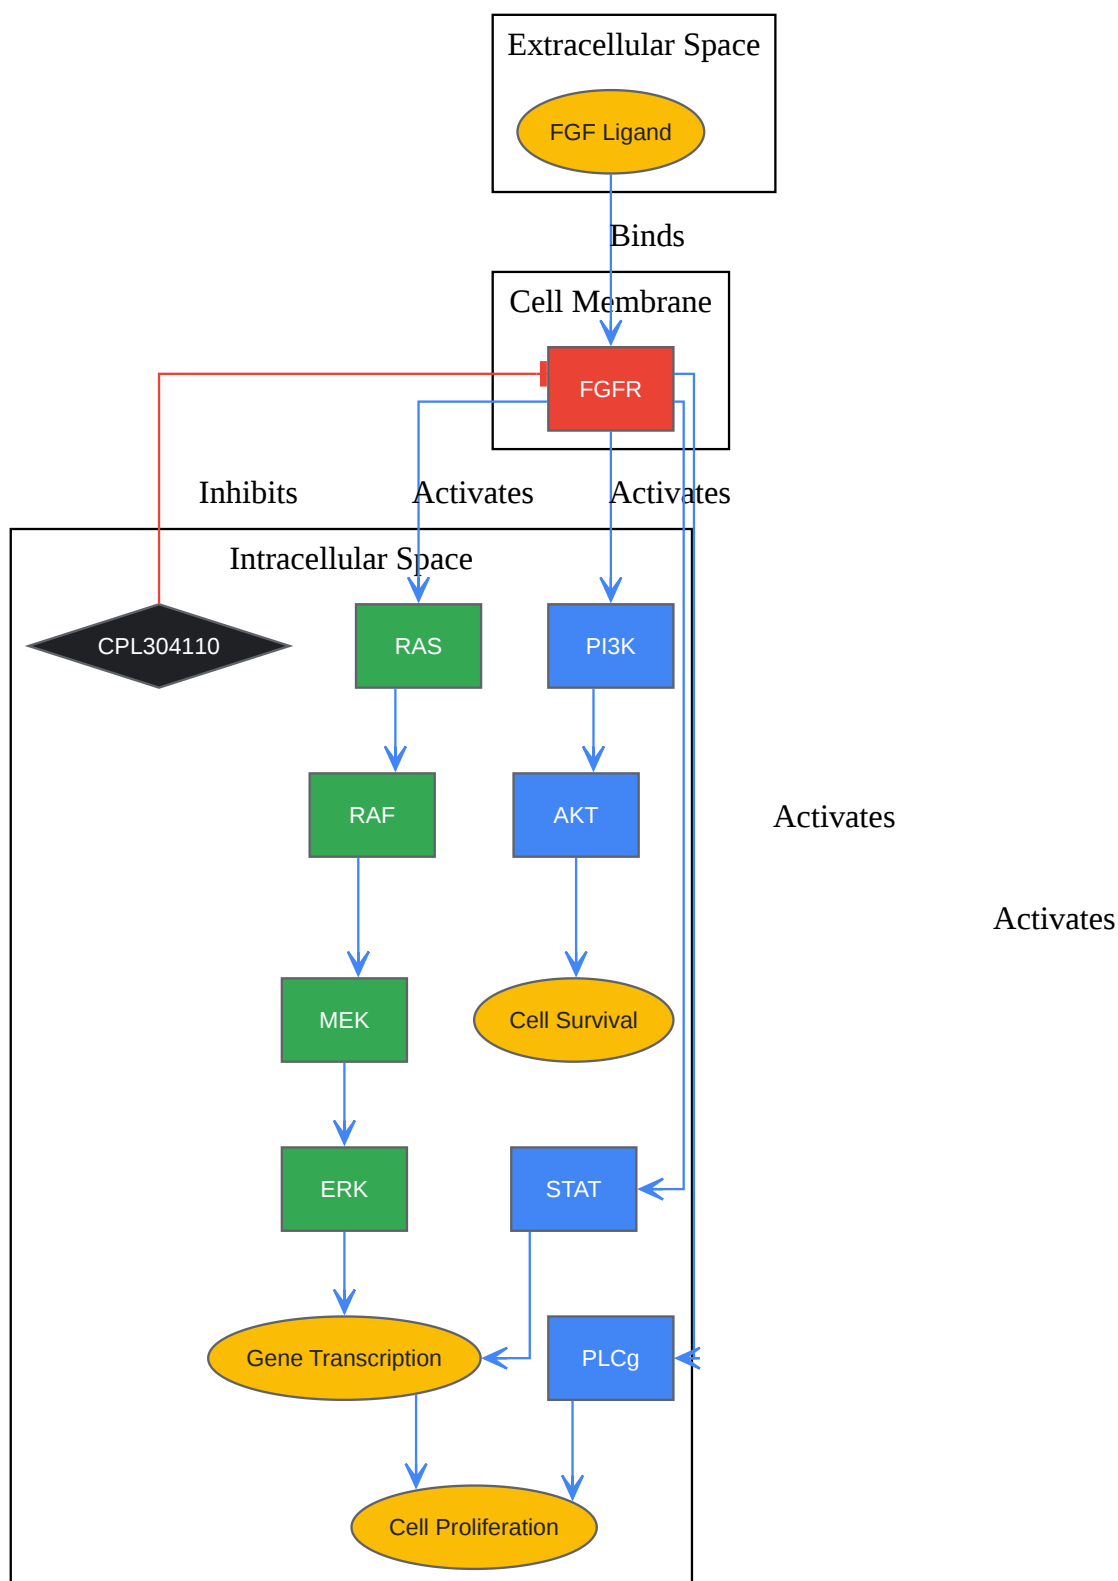 Extracellular Space
FGF Ligand
Binds
Cell Membrane
FGFR
Inhibits
Activates
Activates
Intracellular Space
CPL304110
RAS
PI3K
RAF
AKT
Activates
Activates
MEK
Cell Survival
ERK
STAT
Gene Transcription
PLCg
Cell Proliferation